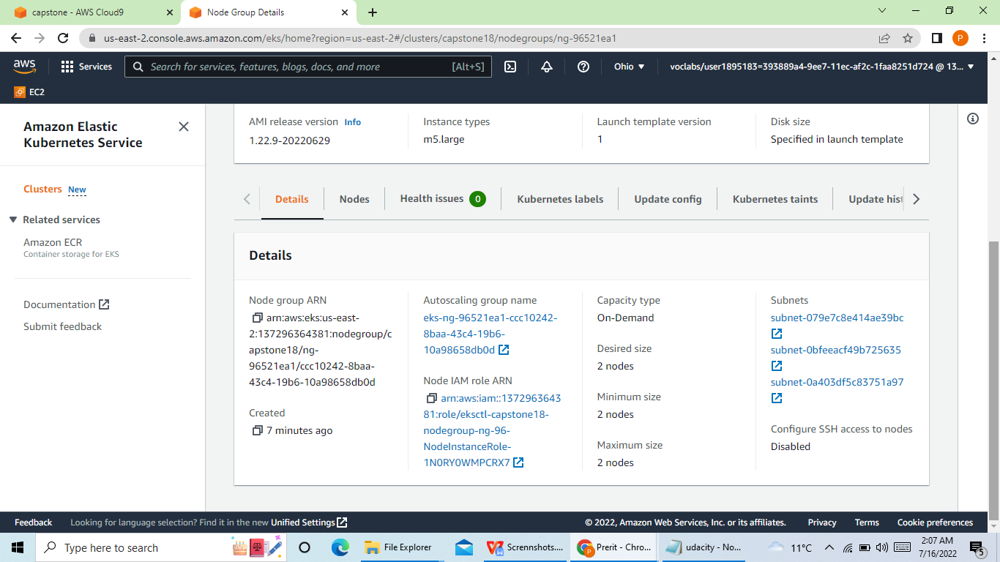 capstone - AWS Cloud9
Node Group Details
us-east-2.console.aws.amazon.com/eks/home?region=us-east-2#/clusters/capstone18/nodegroups/ng-96521ea1
P
aws
Services
Search for services, features, blogs, docs, and more
[Alt+S]
Ohio
voclabs/user1895183=393889a4-9ee7-11ec-af2c-1faa8251d724 @ 13...
EC2
Amazon Elastic
Kubernetes Service
Clusters New
Related services
Amazon ECR
Container storage for EKS
Documentation
Submit feedback
AMI release version Info
1.22.9-20220629
Instance types
m5.large
Launch template version
1
Disk size
Specified in launch template
Details
Nodes
Health issues 0
Kubernetes labels
Update config
Kubernetes taints
Update hist
Details
Node group ARN
arn:aws:eks:us-east-
2:137296364381:nodegroup/c
apstone18/ng-
96521ea1/ccc10242-8baa-
43c4-19b6-10a98658db0d
Created
7 minutes ago
Autoscaling group name
eks-ng-96521ea1-ccc10242-
8baa-43c4-19b6-
10a98658db0d
Node IAM role ARN
arn:aws:iam::1372963643
81:role/eksctl-capstone18-
nodegroup-ng-96-
NodeInstanceRole-
1N0RY0WMPCRX7
Capacity type
On-Demand
Desired size
2 nodes
Minimum size
2 nodes
Maximum size
2 nodes
Subnets
subnet-079e7c8e414ae39bc
subnet-0bfeeacf49b725635
subnet-0a403df5c83751a97
Configure SSH access to nodes
Disabled
Feedback
Looking for language selection? Find it in the new Unified Settings
© 2022, Amazon Web Services, Inc. or its affiliates.
Privacy
Terms
Cookie preferences
Type here to search
File Explorer
Scrennshots....
P
Prerit - Chro...
udacity - No...
11°C
2:07 AM
7/16/2022
5